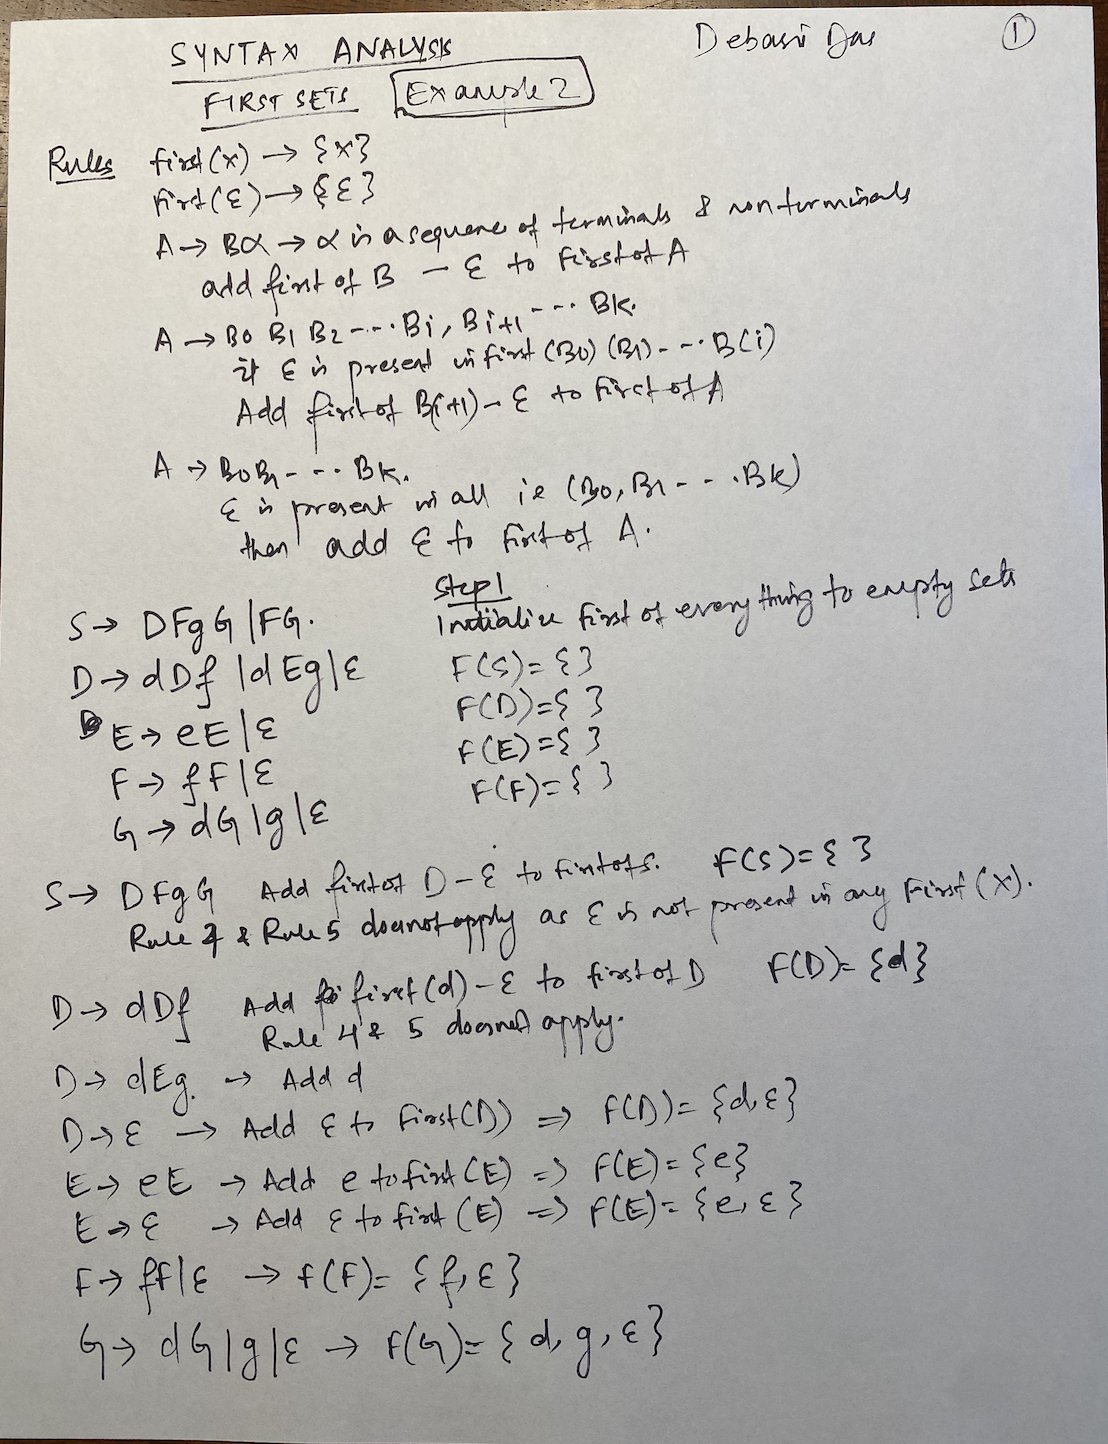 SYNTAX ANALYSIS Debasis Das 1
FIRST SETS Example 2
Rules first(x) → {x}
First(ε) → {ε}
A → Bα → α is a sequence of terminals & non terminals
add first of B - ε to First of A
A → B0 B1 B2 ---- Bi, Bi+1 ---- Bk.
if ε is present in first (B0) (B1) - - - B(i)
Add first of B(i+1) - ε to First of A
A → B0B1 - - - - Bk.
ε is present in all ie (B0, B1 - - - . Bk)
then add ε to First of A.
Step 1
S → DFgG | FG. Initialize first of everything to empty sets
D → dDf | dEg | ε F(S) = { }
F(D) = { }
E → eE | ε F(E) = { }
F → fF | ε F(F) = { }
G → dG | g | ε
S → DFgG Add first of D - ε to first of S. F(S) = { }
Rule 4 & Rule 5 doesnot apply as ε is not present in any First (X).
D → dDf Add first(d) - ε to first of D F(D) = {d}
Rule 4 & 5 doesnot apply.
D → dEg. → Add d
D → ε → Add ε to First(D) ⇒ F(D) = {d, ε}
E → eE → Add e to first (E) ⇒ F(E) = {e}
E → ε → Add ε to first (E) ⇒ F(E) = {e, ε}
F → fF | ε → f(F) = {f, ε}
G → dG | g | ε → F(G) = {d, g, ε}